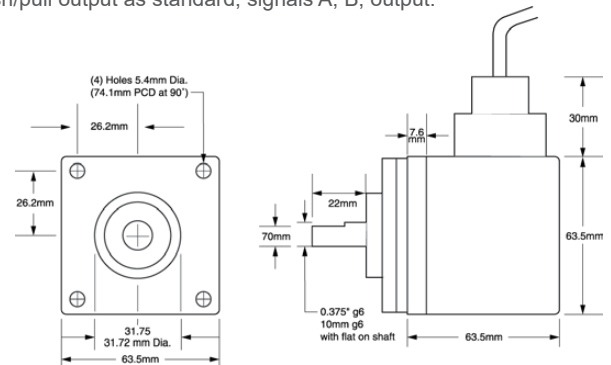 push/pull output as standard, signals A, B, output.
(4) Holes 5.4mm Dia.
(74.1mm PCD at 90˚)
26.2mm
26.2mm
31.75
31.72 mm Dia.
63.5mm
7.6
mm
30mm
22mm
70mm
63.5mm
0.375" g6
10mm g6
with flat on shaft
63.5mm